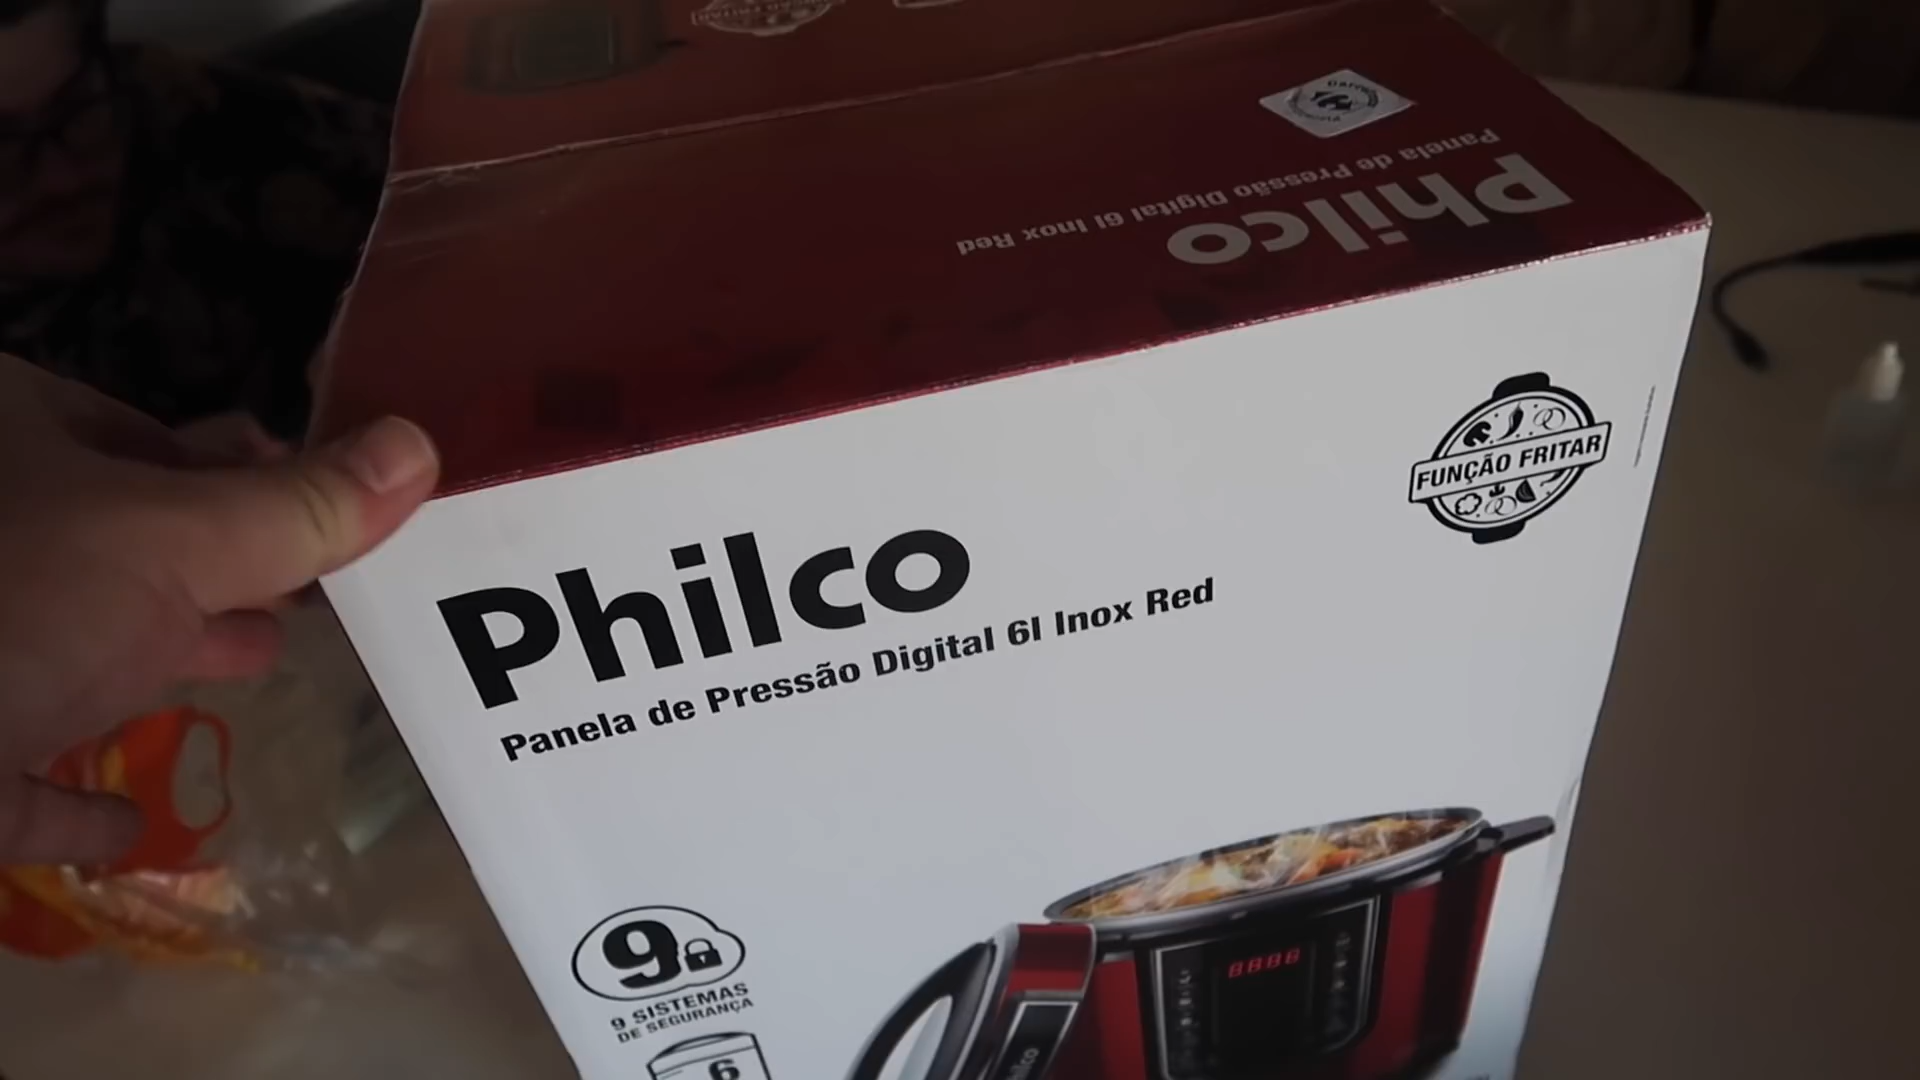 Panela de Pressão Digital 6l Inox Red
Philco
FUNÇÃO FRITAR
Philco
Panela de Pressão Digital 6l Inox Red
9
9 SISTEMAS
DE SEGURANÇA
6
8888